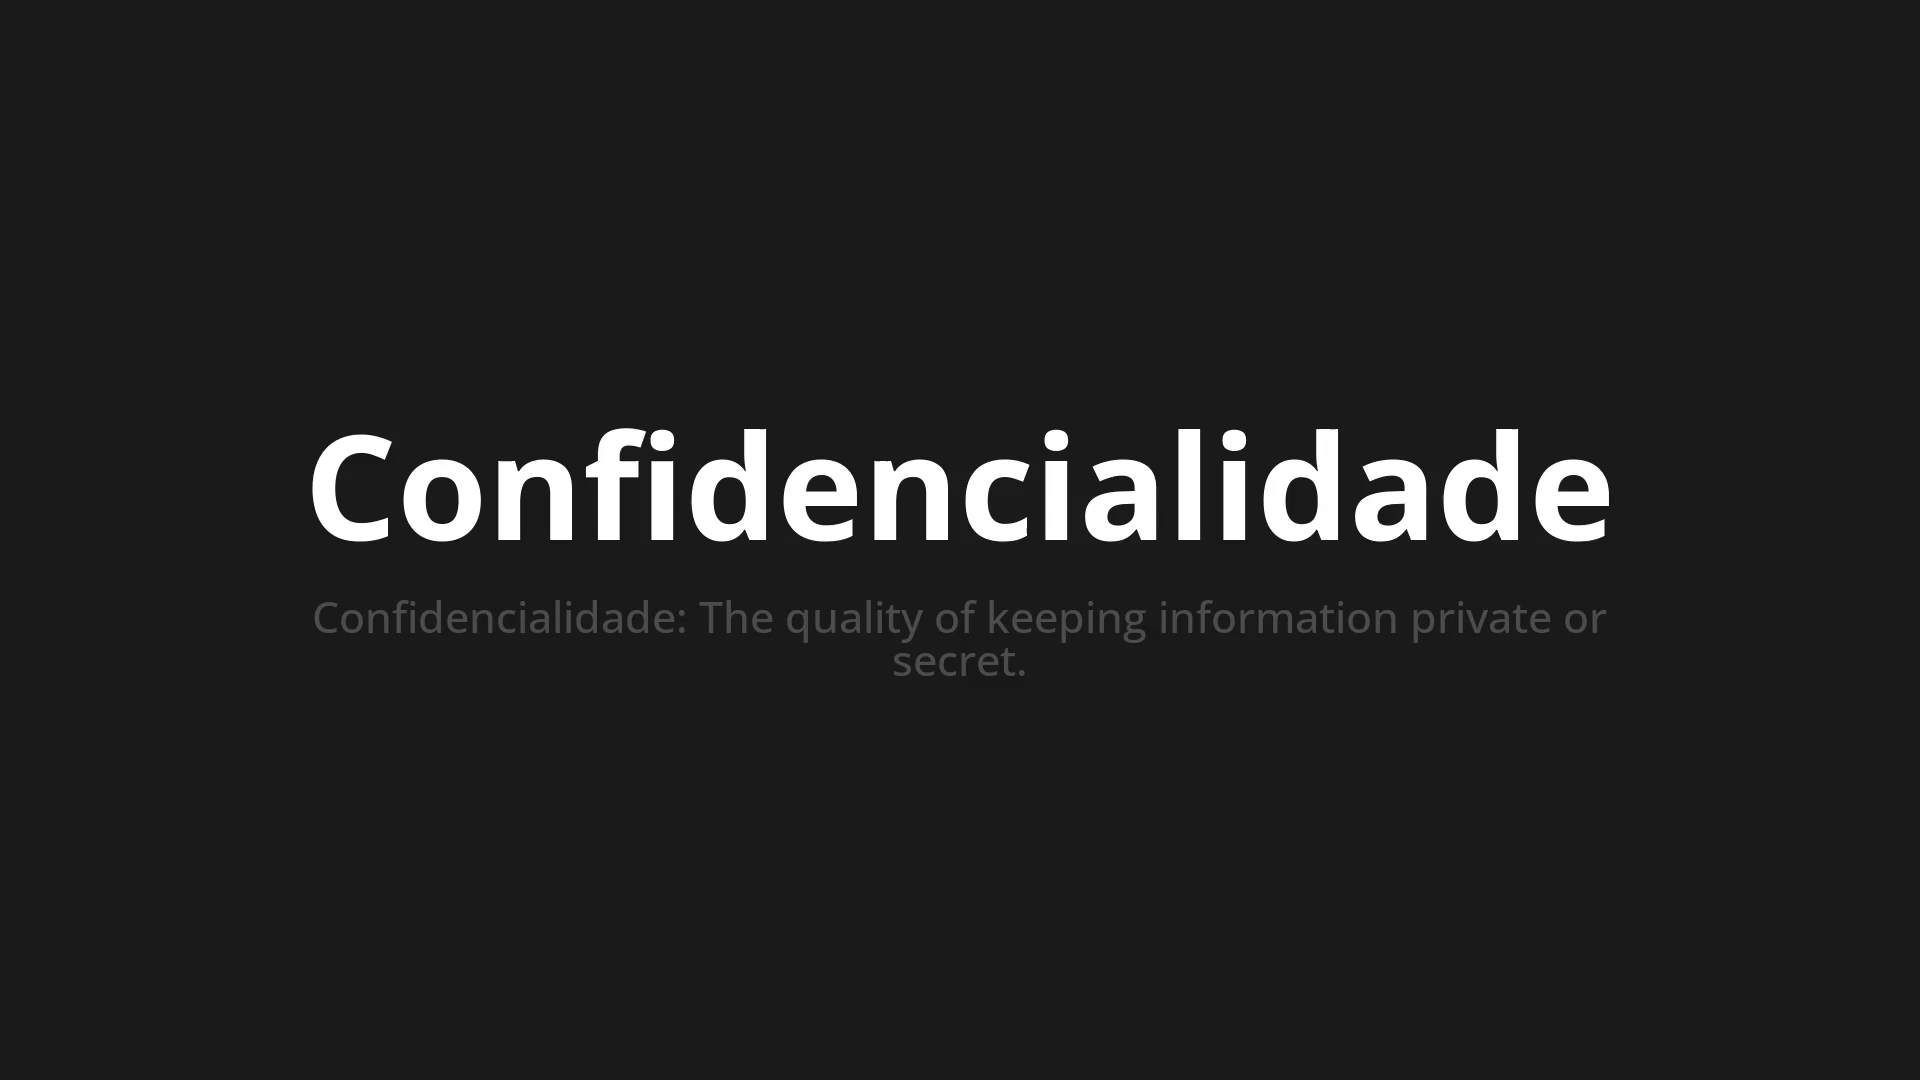 Confidencialidade
Confidencialidade: The quality of keeping information private or
secret.